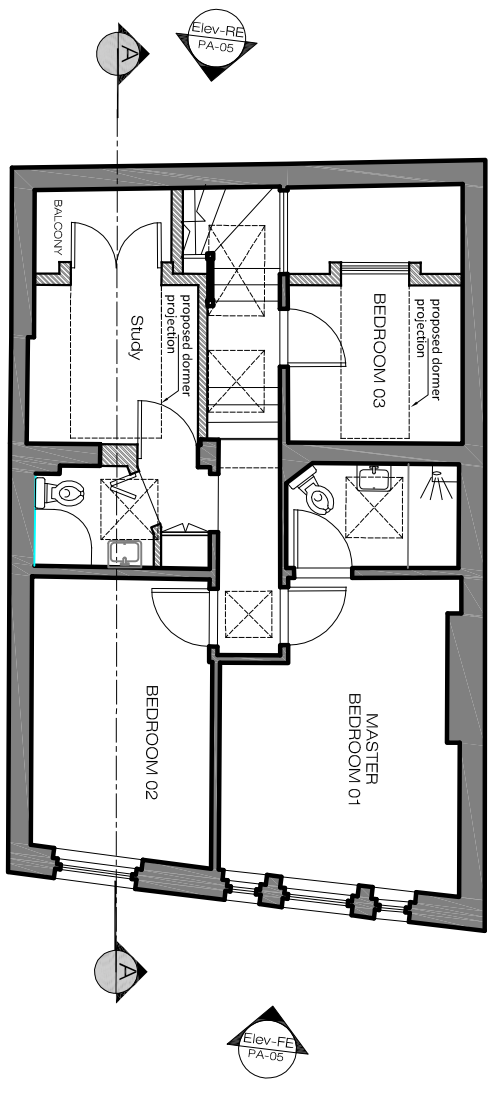 Elev-RE
PA-05
A
BALCONY
Study
proposed dormer
projection
BEDROOM 03
proposed dormer
projection
BEDROOM 02
MASTER
BEDROOM 01
A
Elev-FE
PA-05